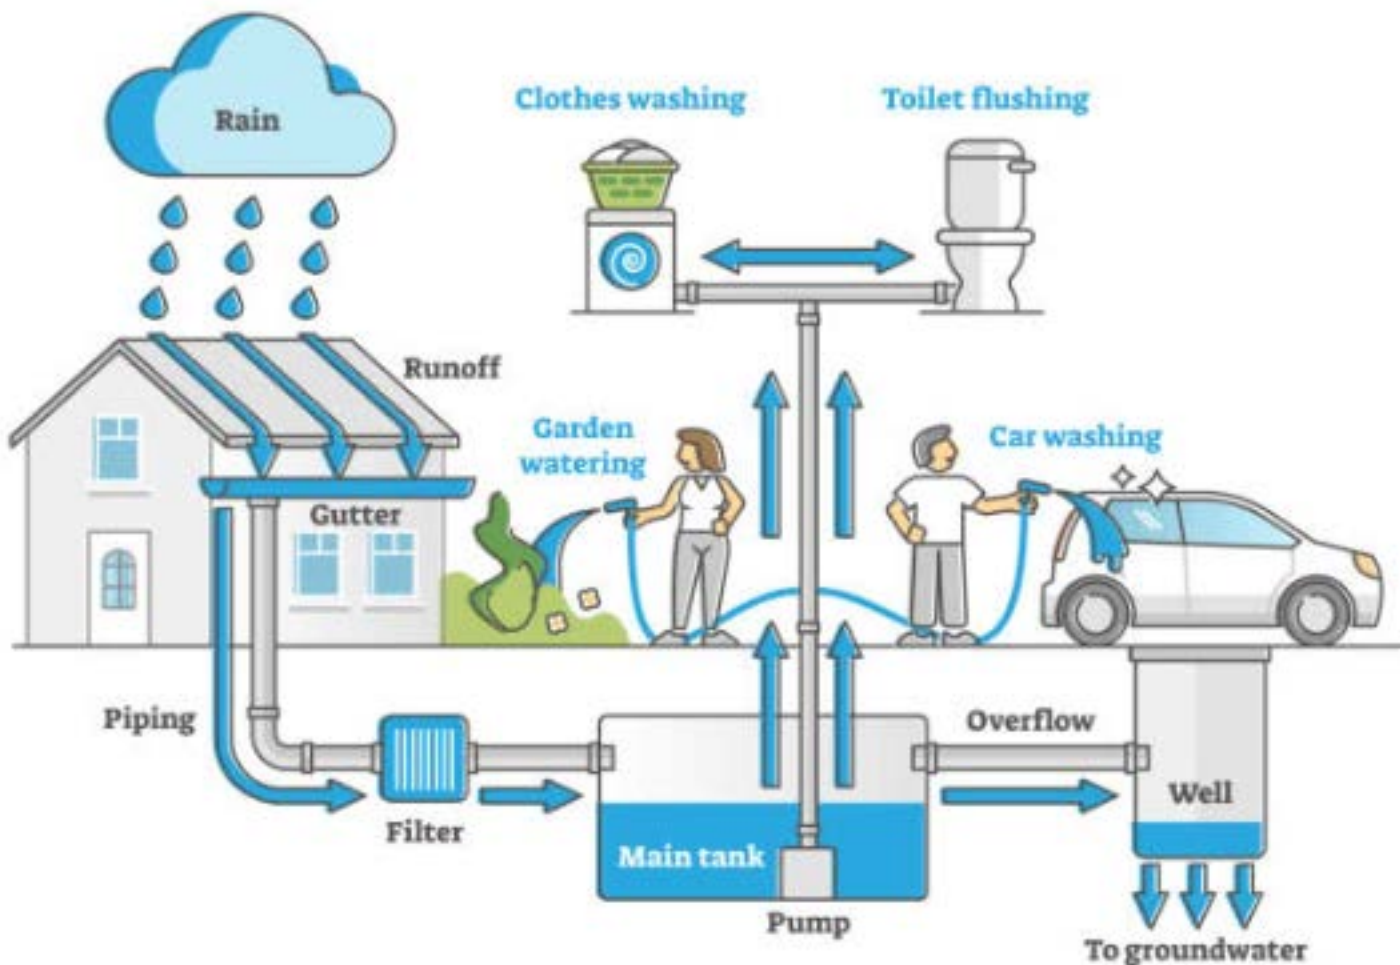 Rain
Clothes washing
Toilet flushing
Runoff
Garden
watering
Car washing
Gutter
Piping
Filter
Main tank
Pump
Overflow
Well
To groundwater